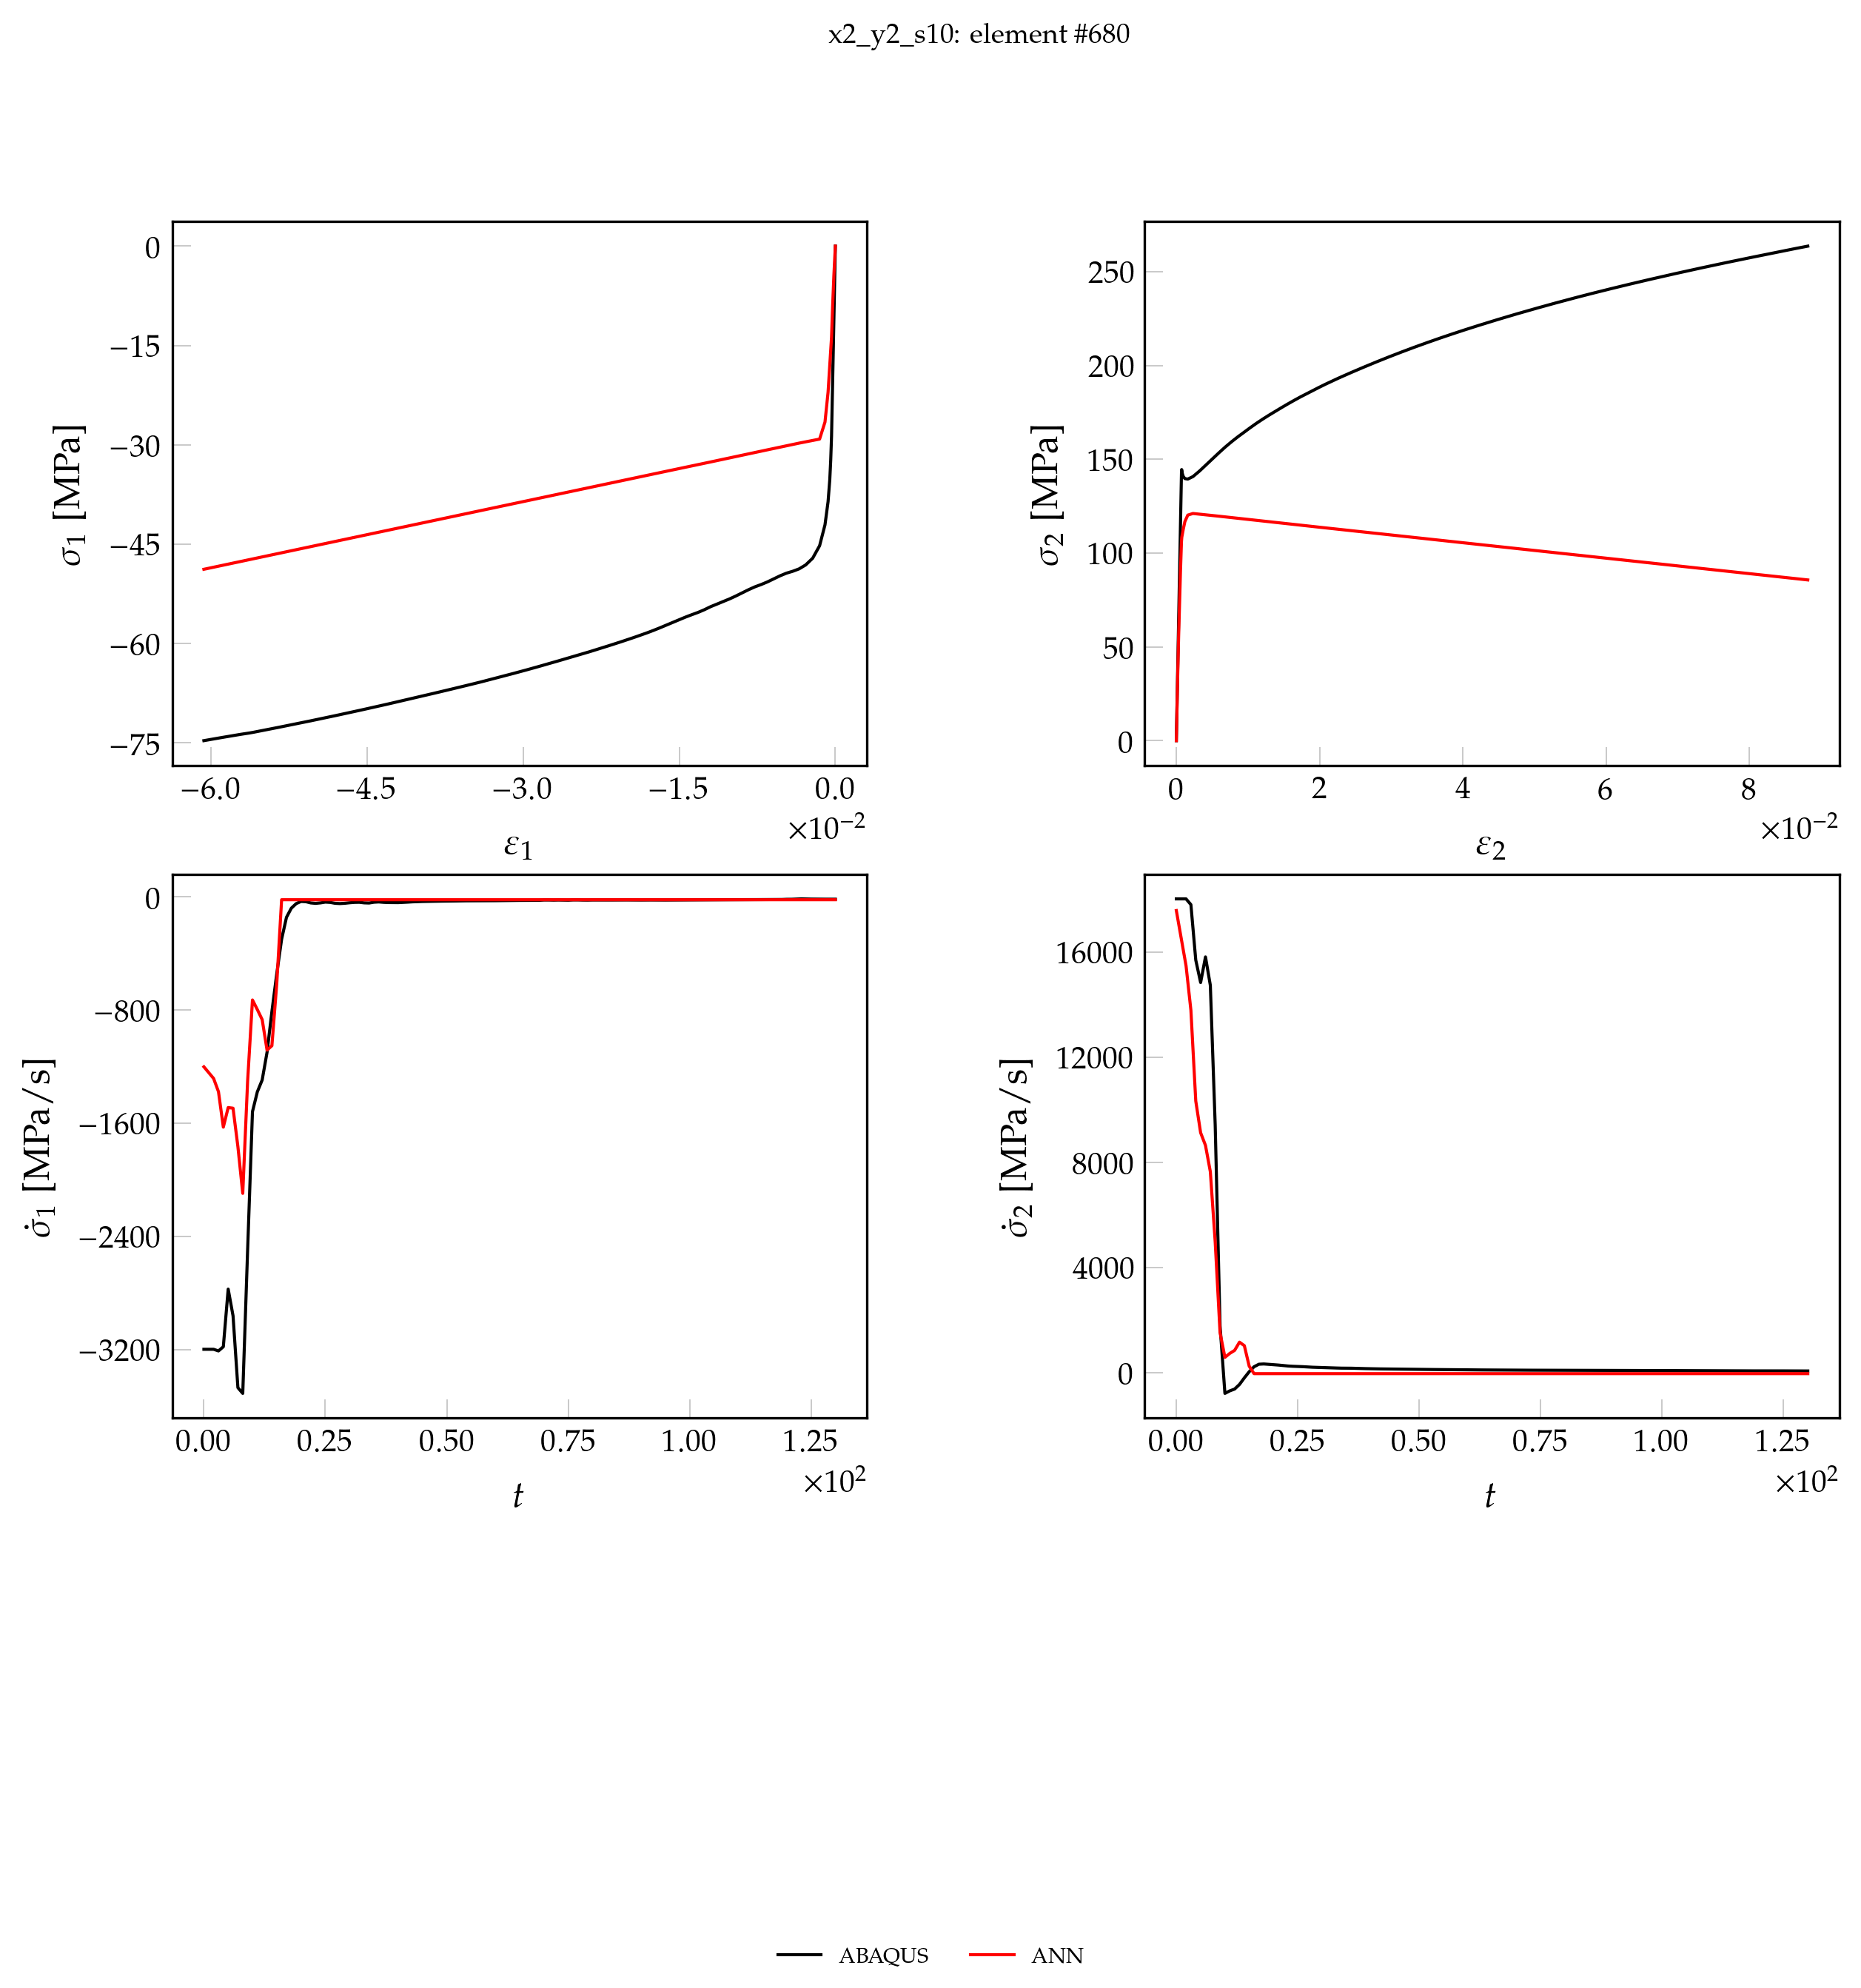 x2_y2_s10: element #680
σ₁ [MPa]
0
−15
−30
−45
−60
−75
−6.0 −4.5 −3.0 −1.5 0.0
×10⁻²
ε₁
σ₂ [MPa]
250
200
150
100
50
0
0 2 4 6 8
×10⁻²
ε₂
σ̇₁ [MPa/s]
0
−800
−1600
−2400
−3200
0.00 0.25 0.50 0.75 1.00 1.25
×10²
t
σ̇₂ [MPa/s]
16000
12000
8000
4000
0
0.00 0.25 0.50 0.75 1.00 1.25
×10²
t
ABAQUS ANN